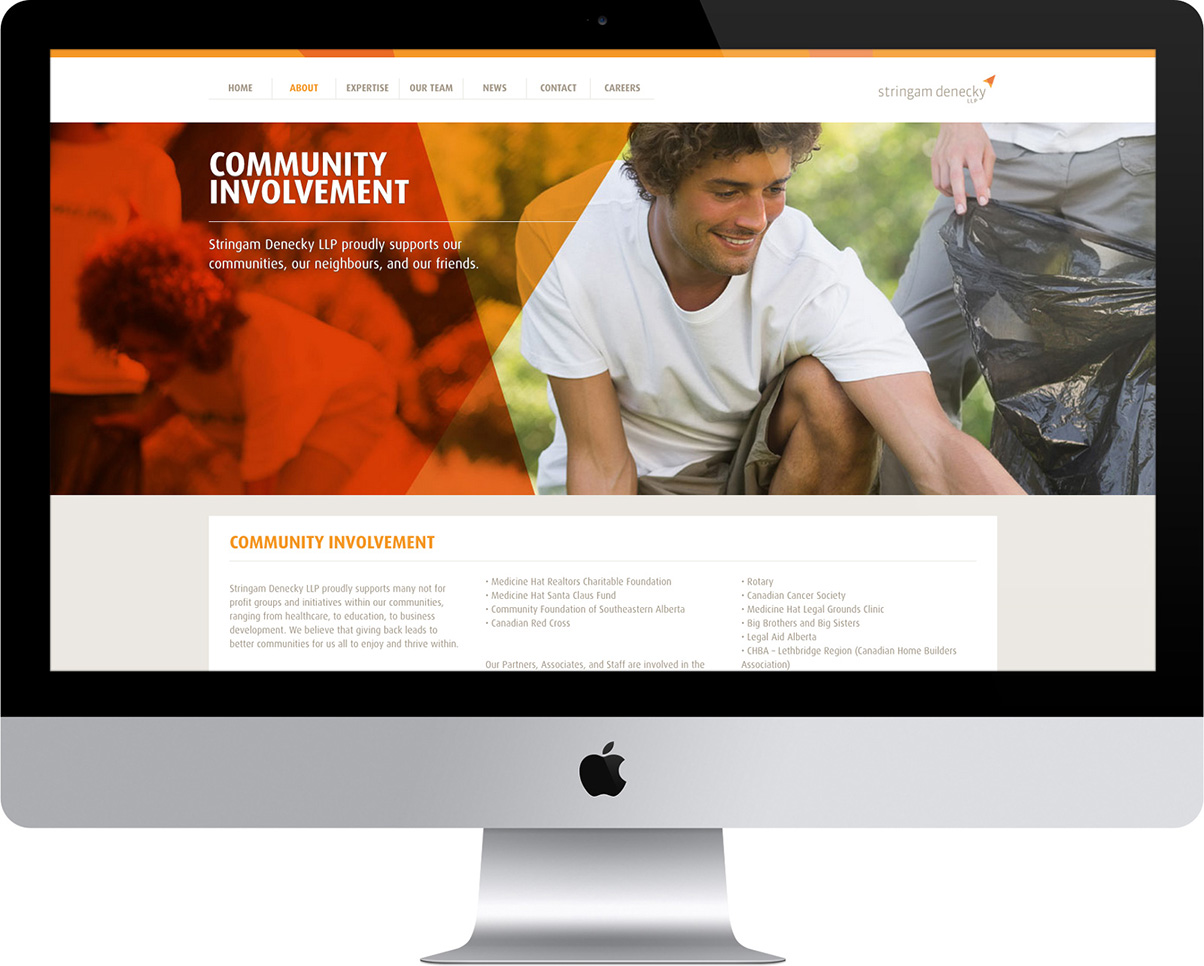 HOME ABOUT EXPERTISE OUR TEAM NEWS CONTACT CAREERS
stringam denecky
LLP
COMMUNITY
INVOLVEMENT
Stringam Denecky LLP proudly supports our
communities, our neighbours, and our friends.
COMMUNITY INVOLVEMENT
Stringam Denecky LLP proudly supports many not for
profit groups and initiatives within our communities,
ranging from healthcare, to education, to business
development. We believe that giving back leads to
better communities for us all to enjoy and thrive within.
• Medicine Hat Realtors Charitable Foundation
• Medicine Hat Santa Claus Fund
• Community Foundation of Southeastern Alberta
• Canadian Red Cross
Our Partners, Associates, and Staff are involved in the
• Rotary
• Canadian Cancer Society
• Medicine Hat Legal Grounds Clinic
• Big Brothers and Big Sisters
• Legal Aid Alberta
• CHBA – Lethbridge Region (Canadian Home Builders
Association)